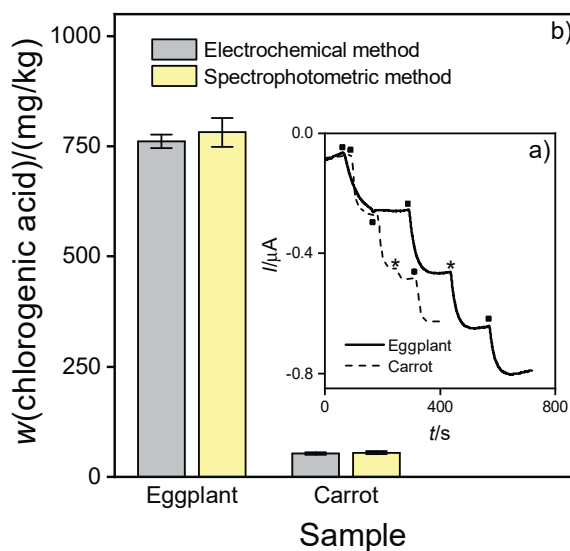 1000
750
500
250
0
w(chlorogenic acid)/(mg/kg)
b)
Electrochemical method
Spectrophotometric method
a)
0.0
-0.4
-0.8
I/μA
*
*
Eggplant
Carrot
0
400
800
t/s
Eggplant
Carrot
Sample